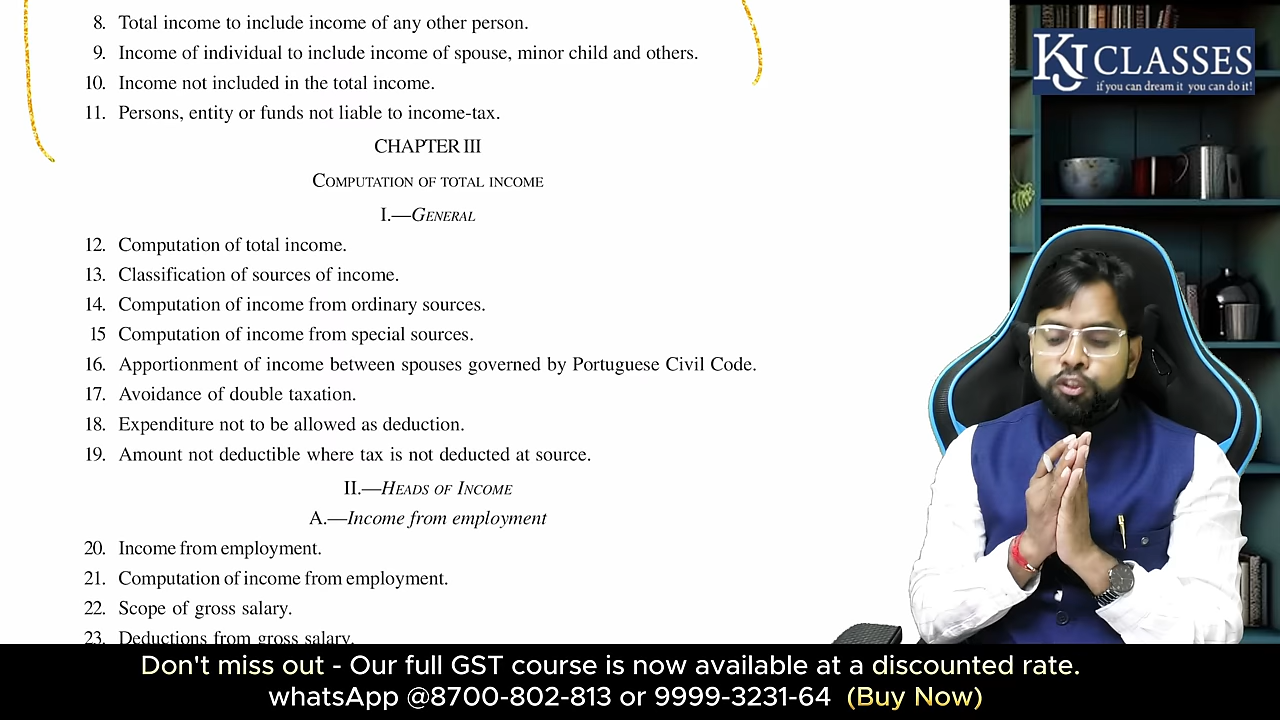 8. Total income to include income of any other person.
9. Income of individual to include income of spouse, minor child and others.
10. Income not included in the total income.
11. Persons, entity or funds not liable to income-tax.
CHAPTER III
COMPUTATION OF TOTAL INCOME
I.—GENERAL
12. Computation of total income.
13. Classification of sources of income.
14. Computation of income from ordinary sources.
15 Computation of income from special sources.
16. Apportionment of income between spouses governed by Portuguese Civil Code.
17. Avoidance of double taxation.
18. Expenditure not to be allowed as deduction.
19. Amount not deductible where tax is not deducted at source.
II.—HEADS OF INCOME
A.—Income from employment
20. Income from employment.
21. Computation of income from employment.
22. Scope of gross salary.
23. Deductions from gross salary.
KJ CLASSES
if you can dream it you can do it!
Don't miss out - Our full GST course is now available at a discounted rate.
whatsApp @8700-802-813 or 9999-3231-64 (Buy Now)